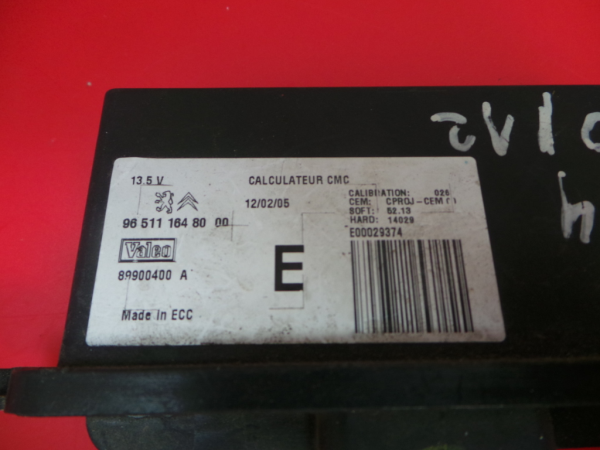 13.5 V
CALCULATEUR CMC
12/02/05
96 511 164 80 00
Valeo
89900400 A
Made in ECC
E
CALIBRATION: 026
CEM: CPROJ-CEM
SOFT: 52.13
HARD: 14029
E00029374